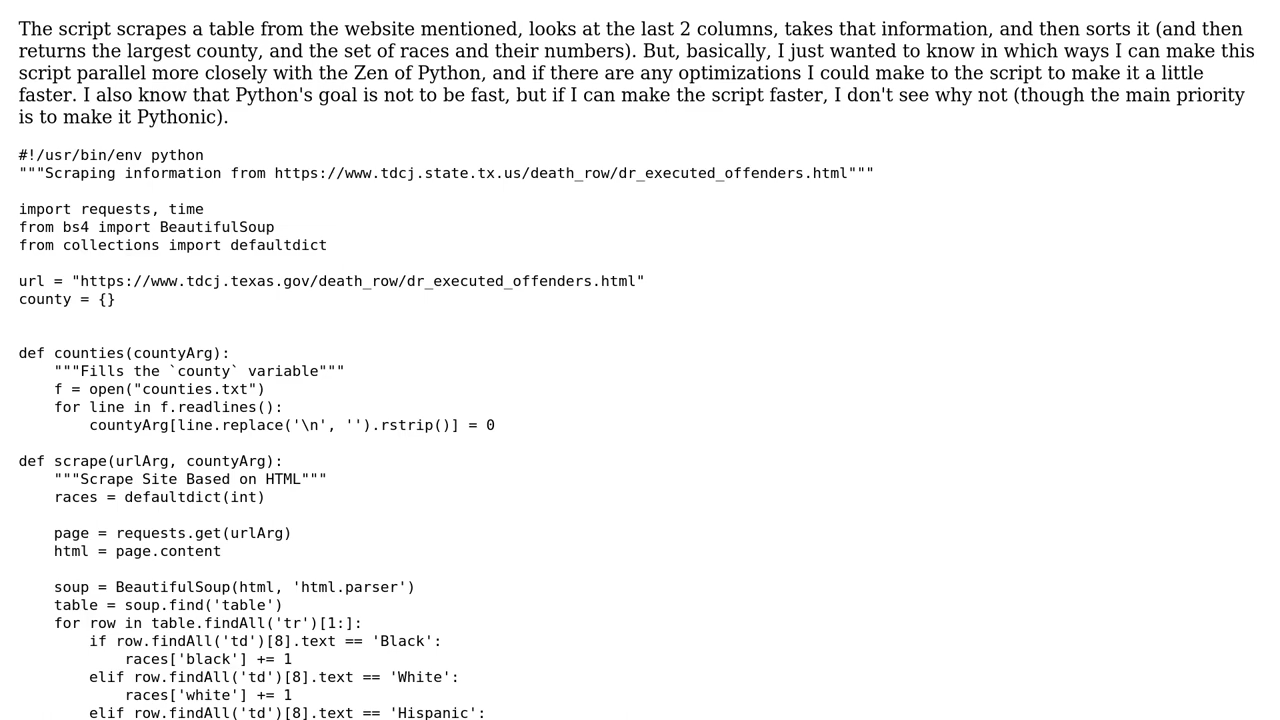 The script scrapes a table from the website mentioned, looks at the last 2 columns, takes that information, and then sorts it (and then
returns the largest county, and the set of races and their numbers). But, basically, I just wanted to know in which ways I can make this
script parallel more closely with the Zen of Python, and if there are any optimizations I could make to the script to make it a little
faster. I also know that Python's goal is not to be fast, but if I can make the script faster, I don't see why not (though the main priority
is to make it Pythonic).
#!/usr/bin/env python
"""Scraping information from https://www.tdcj.state.tx.us/death_row/dr_executed_offenders.html"""
import requests, time
from bs4 import BeautifulSoup
from collections import defaultdict
url = "https://www.tdcj.texas.gov/death_row/dr_executed_offenders.html"
county = {}
def counties(countyArg):
    """Fills the `county` variable"""
    f = open("counties.txt")
    for line in f.readlines():
        countyArg[line.replace('\n', '').rstrip()] = 0
def scrape(urlArg, countyArg):
    """Scrape Site Based on HTML"""
    races = defaultdict(int)
    page = requests.get(urlArg)
    html = page.content
    soup = BeautifulSoup(html, 'html.parser')
    table = soup.find('table')
    for row in table.findAll('tr')[1:]:
        if row.findAll('td')[8].text == 'Black':
            races['black'] += 1
        elif row.findAll('td')[8].text == 'White':
            races['white'] += 1
        elif row.findAll('td')[8].text == 'Hispanic':